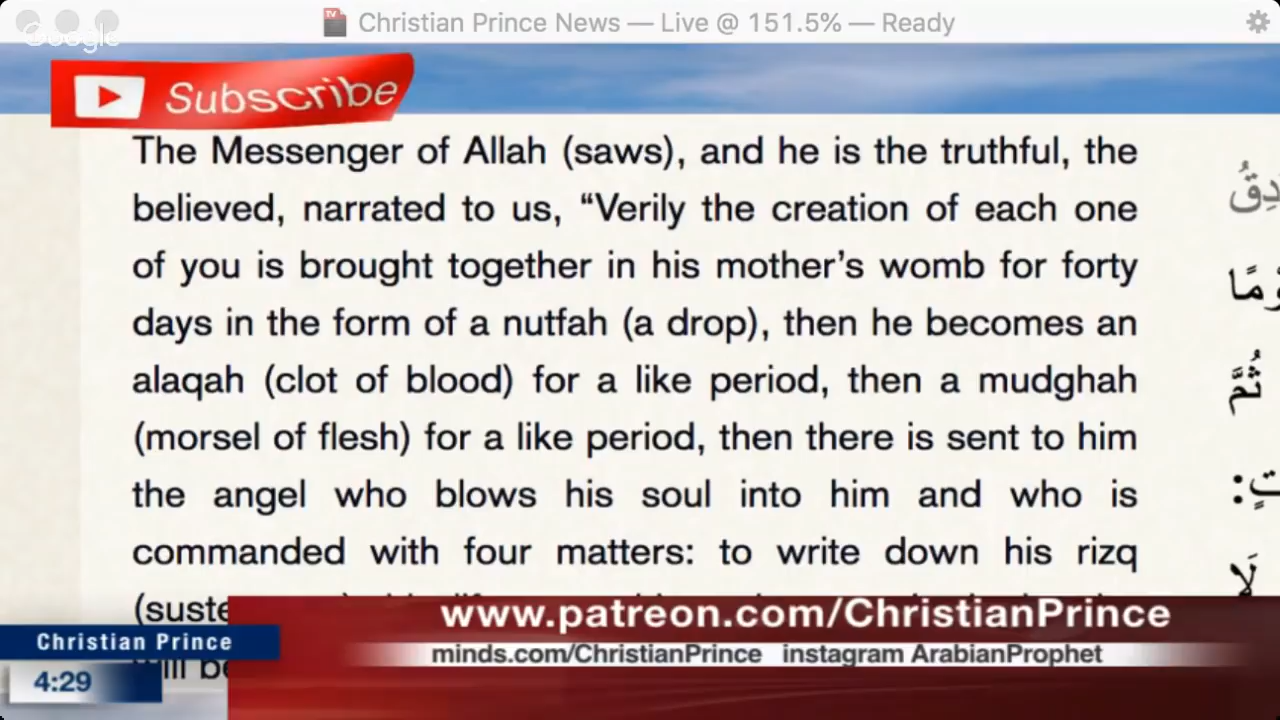 Christian Prince News — Live @ 151.5% — Ready
Google
Subscribe
The Messenger of Allah (saws), and he is the truthful, the
believed, narrated to us, “Verily the creation of each one
of you is brought together in his mother’s womb for forty
days in the form of a nutfah (a drop), then he becomes an
alaqah (clot of blood) for a like period, then a mudghah
(morsel of flesh) for a like period, then there is sent to him
the angel who blows his soul into him and who is
commanded with four matters: to write down his rizq
(suste
will be
ثُمَّ
لَا
www.patreon.com/ChristianPrince
Christian Prince
minds.com/ChristianPrince instagram ArabianProphet
4:29